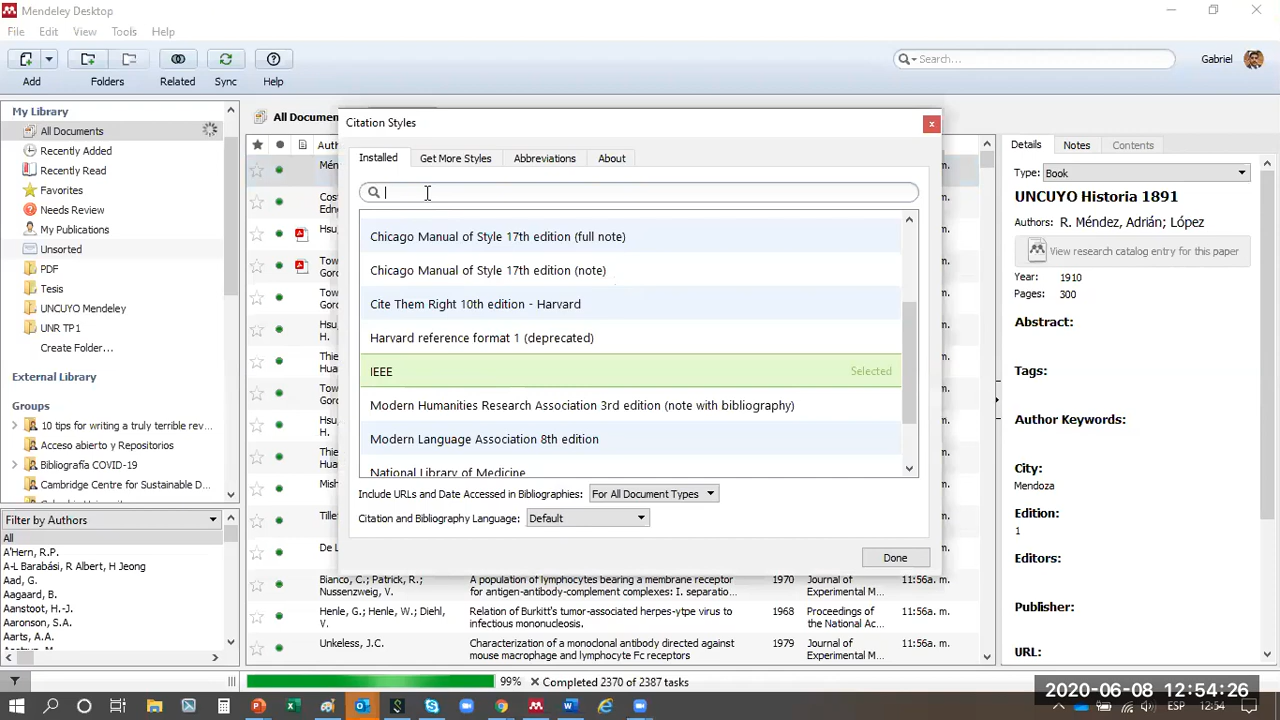 Mendeley Desktop
File Edit View Tools Help
Add Folders Related Sync Help
Search...
Gabriel
My Library
All Documents
Recently Added
Recently Read
Favorites
Needs Review
My Publications
Unsorted
PDF
Tesis
UNCUYO Mendeley
UNR TP1
Create Folder...
External Library
Groups
10 tips for writing a truly terrible rev...
Acceso abierto y Repositorios
Bibliografía COVID-19
Cambridge Centre for Sustainable D...
Filter by Authors
All
A'Hern, R.P.
A-L Barabási, R Albert, H Jeong
Aad, G.
Aagaard, B.
Aanstoot, H.-J.
Aaronson, S.A.
Aarts, A.A.
All Documen
Citation Styles
Installed Get More Styles Abbreviations About
Chicago Manual of Style 17th edition (full note)
Chicago Manual of Style 17th edition (note)
Cite Them Right 10th edition - Harvard
Harvard reference format 1 (deprecated)
IEEE Selected
Modern Humanities Research Association 3rd edition (note with bibliography)
Modern Language Association 8th edition
National Library of Medicine
Include URLs and Date Accessed in Bibliographies: For All Document Types
Citation and Bibliography Language: Default
Done
Bianco, C.; Patrick, R.; Nussenzweig, V.
A population of lymphocytes bearing a membrane receptor for antigen-antibody-complement complexes: I. separatio...
1970
Journal of Experimental M...
11:56a. m.
Henle, G.; Henle, W.; Diehl, V.
Relation of Burkitt's tumor-associated herpes-ytpe virus to infectious mononucleosis.
1968
Proceedings of the National Ac...
11:56a. m.
Unkeless, J.C.
Characterization of a monoclonal antibody directed against mouse macrophage and lymphocyte Fc receptors
1979
Journal of Experimental M...
11:56a. m.
Details Notes Contents
Type: Book
UNCUYO Historia 1891
Authors: R. Méndez, Adrián; López
View research catalog entry for this paper
Year: 1910
Pages: 300
Abstract:
Tags:
Author Keywords:
City:
Mendoza
Edition:
1
Editors:
Publisher:
URL:
99% Completed 2370 of 2387 tasks
2020-06-08 12:54:26
ESP 12:54